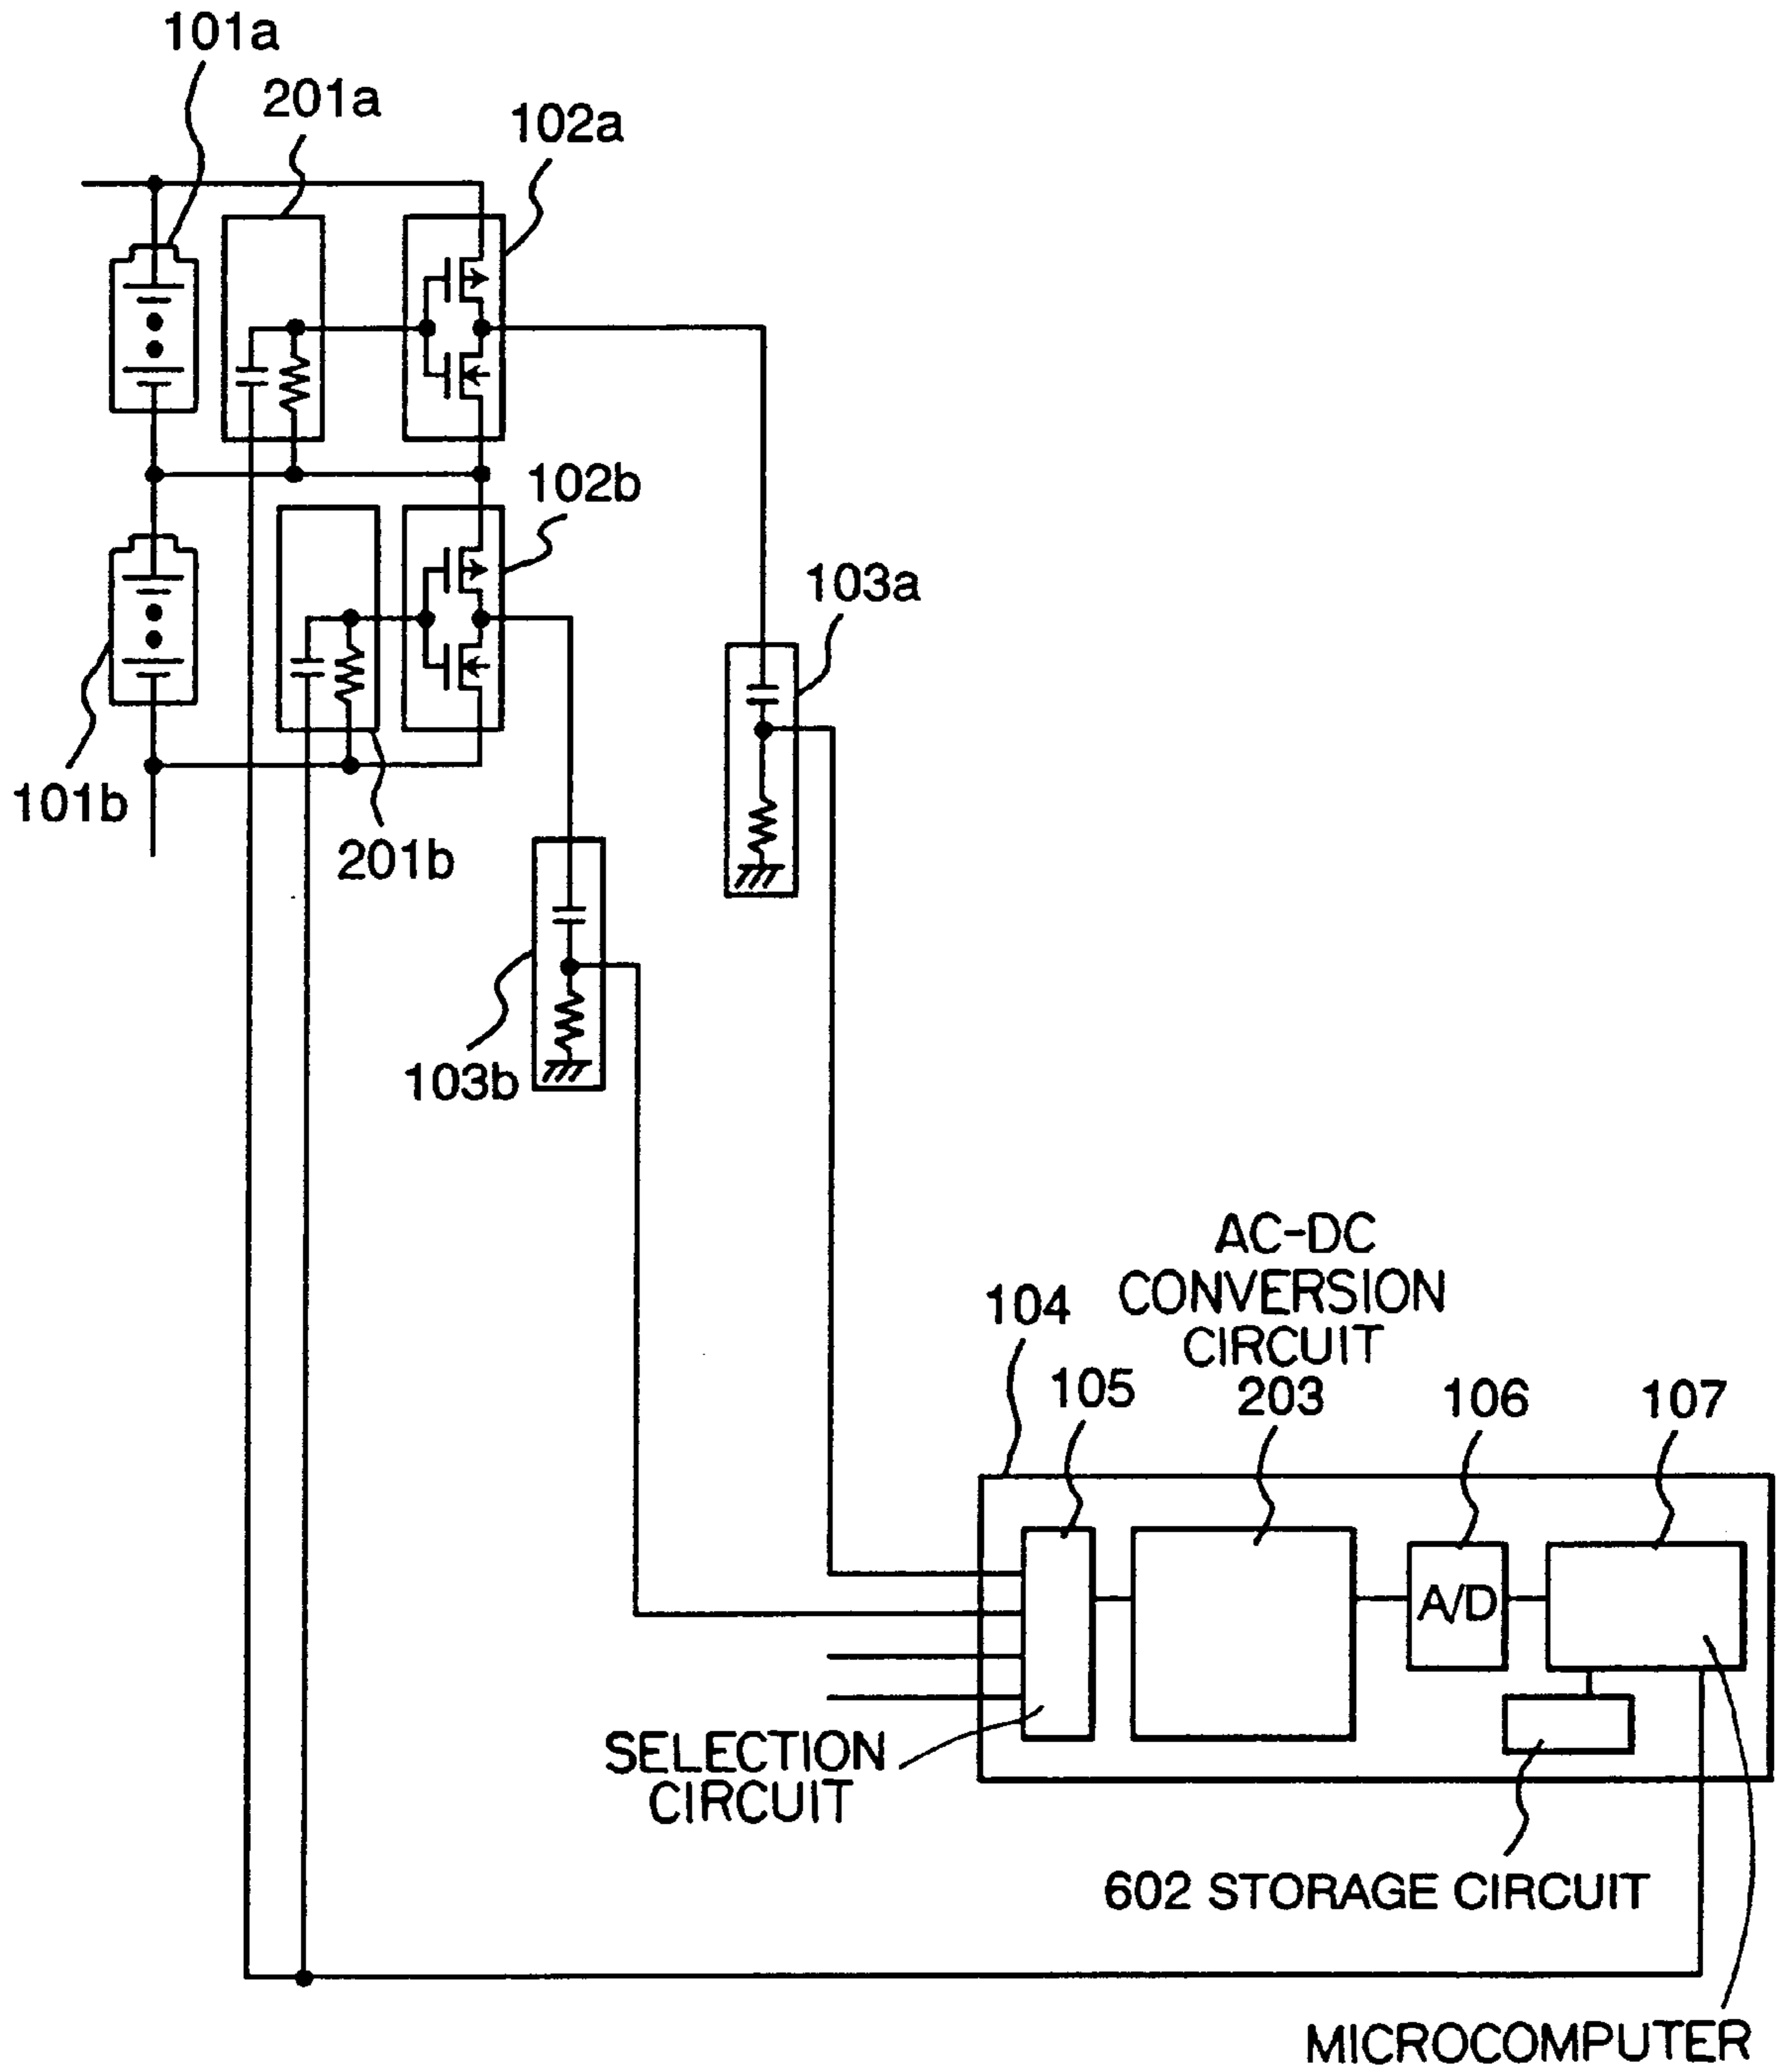 101a
201a
102a
102b
103a
101b
201b
103b
AC-DC
CONVERSION
CIRCUIT
104
105
203
106
107
A/D
SELECTION
CIRCUIT
602 STORAGE CIRCUIT
MICROCOMPUTER